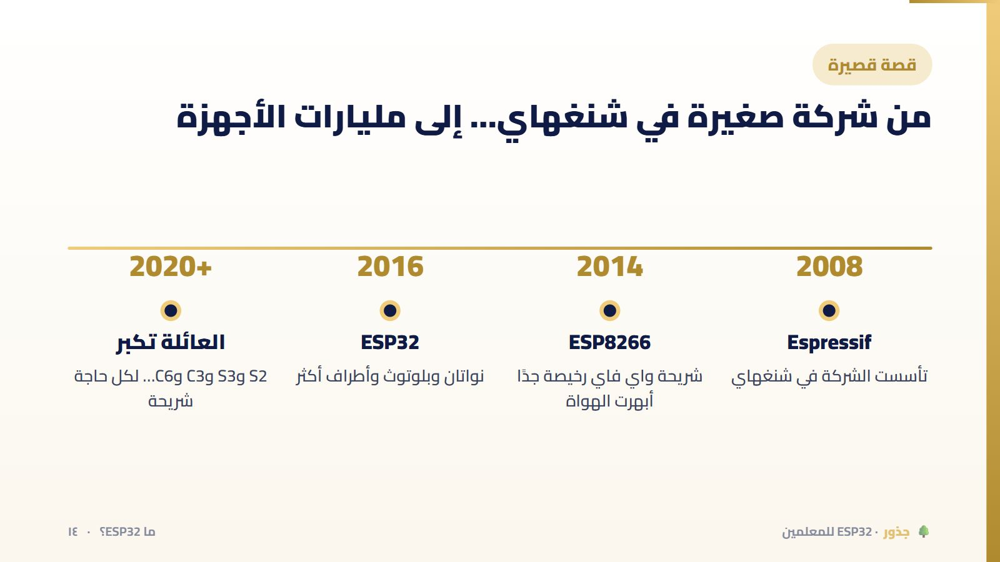 قصة قصيرة
من شركة صغيرة في شنغهاي... إلى مليارات الأجهزة
2008
Espressif
تأسست الشركة في شنغهاي
2014
ESP8266
شريحة واي فاي رخيصة جدًا
أبهرت الهواة
2016
ESP32
نواتان وبلوتوث وأطراف أكثر
2020+
العائلة تكبر
S2 وS3 وC3 وC6... لكل حاجة
شريحة
جذور · ESP32 للمعلمين
ما ESP32؟ · ١٤